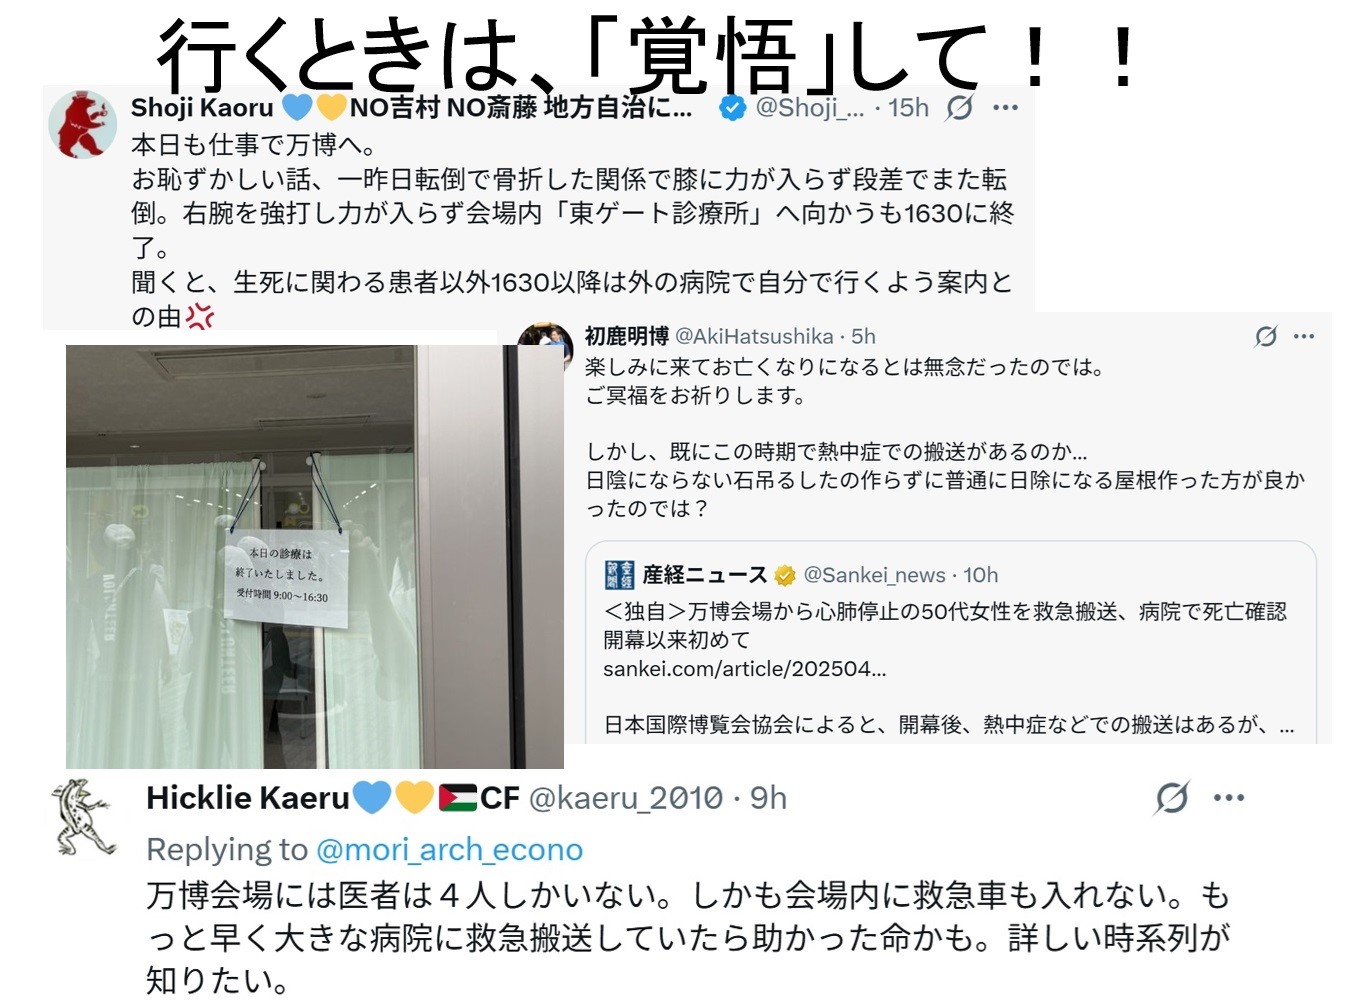 行くときは、「覚悟」して！！
Shoji Kaoru 💙💛NO吉村 NO斎藤 地方自治に... @Shoji_... · 15h
本日も仕事で万博へ。
お恥ずかしい話、一昨日転倒で骨折した関係で膝に力が入らず段差でまた転
倒。右腕を強打し力が入らず会場内「東ゲート診療所」へ向かうも1630に終
了。
聞くと、生死に関わる患者以外1630以降は外の病院で自分で行くよう案内と
の由💢
本日の診療は
終了いたしました。
受付時間 9:00～16:30
VOLUNTEER
VOLUNTEER
初鹿明博 @AkiHatsushika · 5h
楽しみに来てお亡くなりになるとは無念だったのでは。
ご冥福をお祈りします。
しかし、既にこの時期で熱中症での搬送があるのか...
日陰にならない石吊るしたの作らずに普通に日除になる屋根作った方が良か
ったのでは？
産経新聞
産経ニュース @Sankei_news · 10h
＜独自＞万博会場から心肺停止の50代女性を救急搬送、病院で死亡確認
開幕以来初めて
sankei.com/article/202504...
日本国際博覧会協会によると、開幕後、熱中症などでの搬送はあるが、...
Hicklie Kaeru💙💛🇵🇸CF @kaeru_2010 · 9h
Replying to @mori_arch_econo
万博会場には医者は４人しかいない。しかも会場内に救急車も入れない。も
っと早く大きな病院に救急搬送していたら助かった命かも。詳しい時系列が
知りたい。